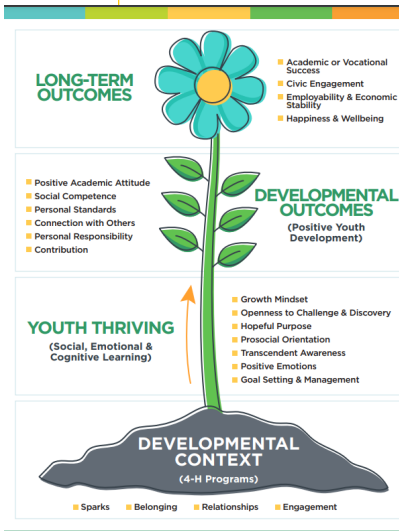 LONG-TERM
OUTCOMES
Academic or Vocational
Success
Civic Engagement
Employability & Economic
Stability
Happiness & Wellbeing
Positive Academic Attitude
Social Competence
Personal Standards
Connection with Others
Personal Responsibility
Contribution
DEVELOPMENTAL
OUTCOMES
(Positive Youth
Development)
YOUTH THRIVING
(Social, Emotional &
Cognitive Learning)
Growth Mindset
Openness to Challenge & Discovery
Hopeful Purpose
Prosocial Orientation
Transcendent Awareness
Positive Emotions
Goal Setting & Management
DEVELOPMENTAL
CONTEXT
(4-H Programs)
Sparks Belonging Relationships Engagement